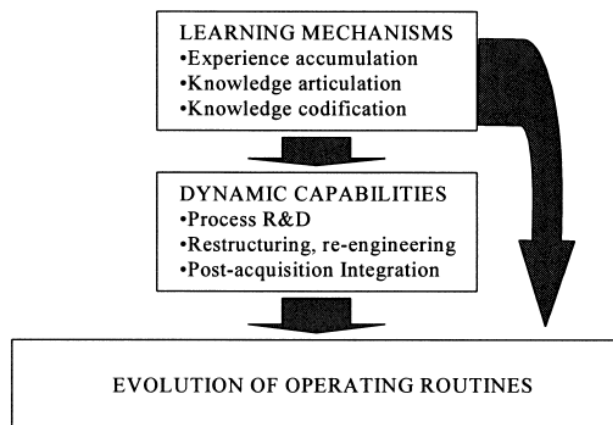 LEARNING MECHANISMS
•Experience accumulation
•Knowledge articulation
•Knowledge codification
DYNAMIC CAPABILITIES
•Process R&D
•Restructuring, re-engineering
•Post-acquisition Integration
EVOLUTION OF OPERATING ROUTINES